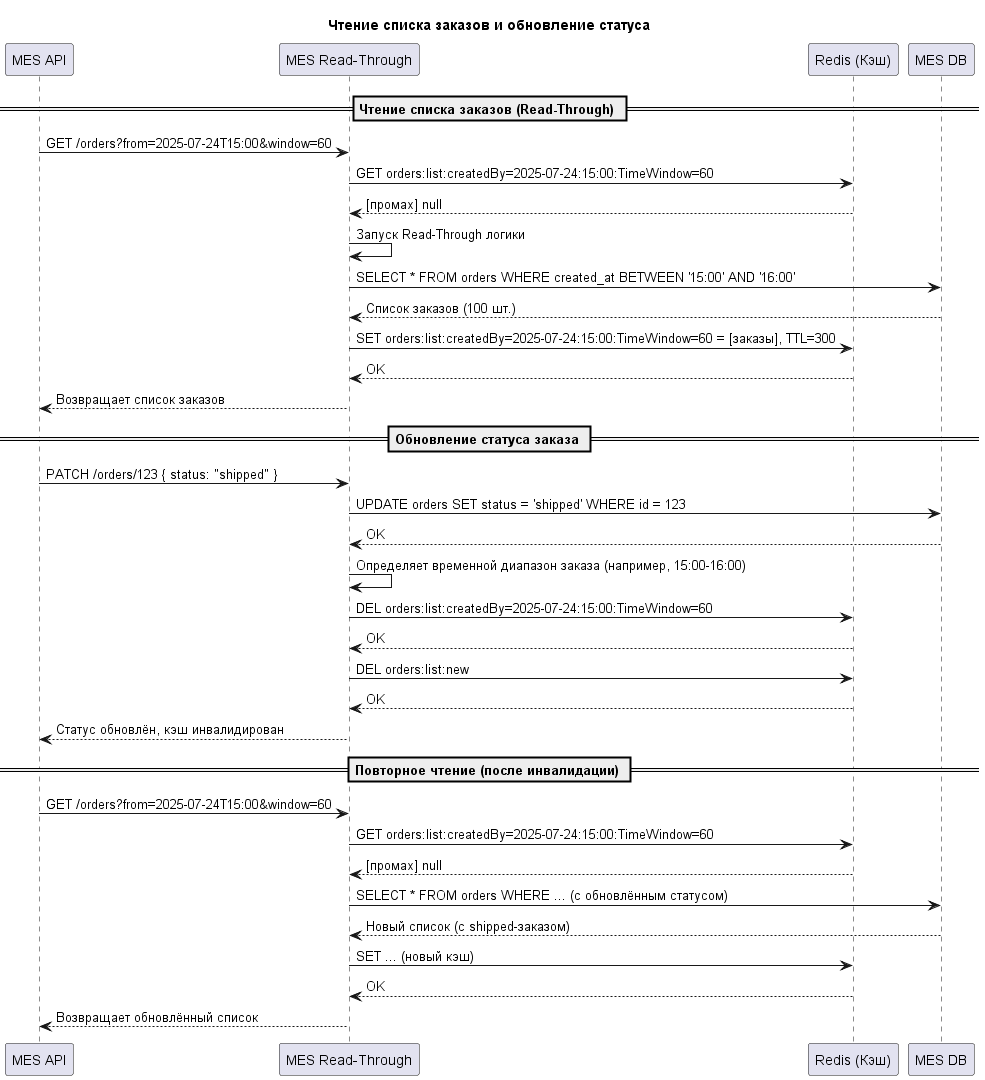 Чтение списка заказов и обновление статуса
MES API
MES Read-Through
Redis (Кэш)
MES DB
Чтение списка заказов (Read-Through)
GET /orders?from=2025-07-24T15:00&window=60
GET orders:list:createdBy=2025-07-24:15:00:TimeWindow=60
[промах] null
Запуск Read-Through логики
SELECT * FROM orders WHERE created_at BETWEEN '15:00' AND '16:00'
Список заказов (100 шт.)
SET orders:list:createdBy=2025-07-24:15:00:TimeWindow=60 = [заказы], TTL=300
OK
Возвращает список заказов
Обновление статуса заказа
PATCH /orders/123 { status: "shipped" }
UPDATE orders SET status = 'shipped' WHERE id = 123
OK
Определяет временной диапазон заказа (например, 15:00-16:00)
DEL orders:list:createdBy=2025-07-24:15:00:TimeWindow=60
OK
DEL orders:list:new
OK
Статус обновлён, кэш инвалидирован
Повторное чтение (после инвалидации)
GET /orders?from=2025-07-24T15:00&window=60
GET orders:list:createdBy=2025-07-24:15:00:TimeWindow=60
[промах] null
SELECT * FROM orders WHERE ... (с обновлённым статусом)
Новый список (с shipped-заказом)
SET ... (новый кэш)
OK
Возвращает обновлённый список
MES API
MES Read-Through
Redis (Кэш)
MES DB